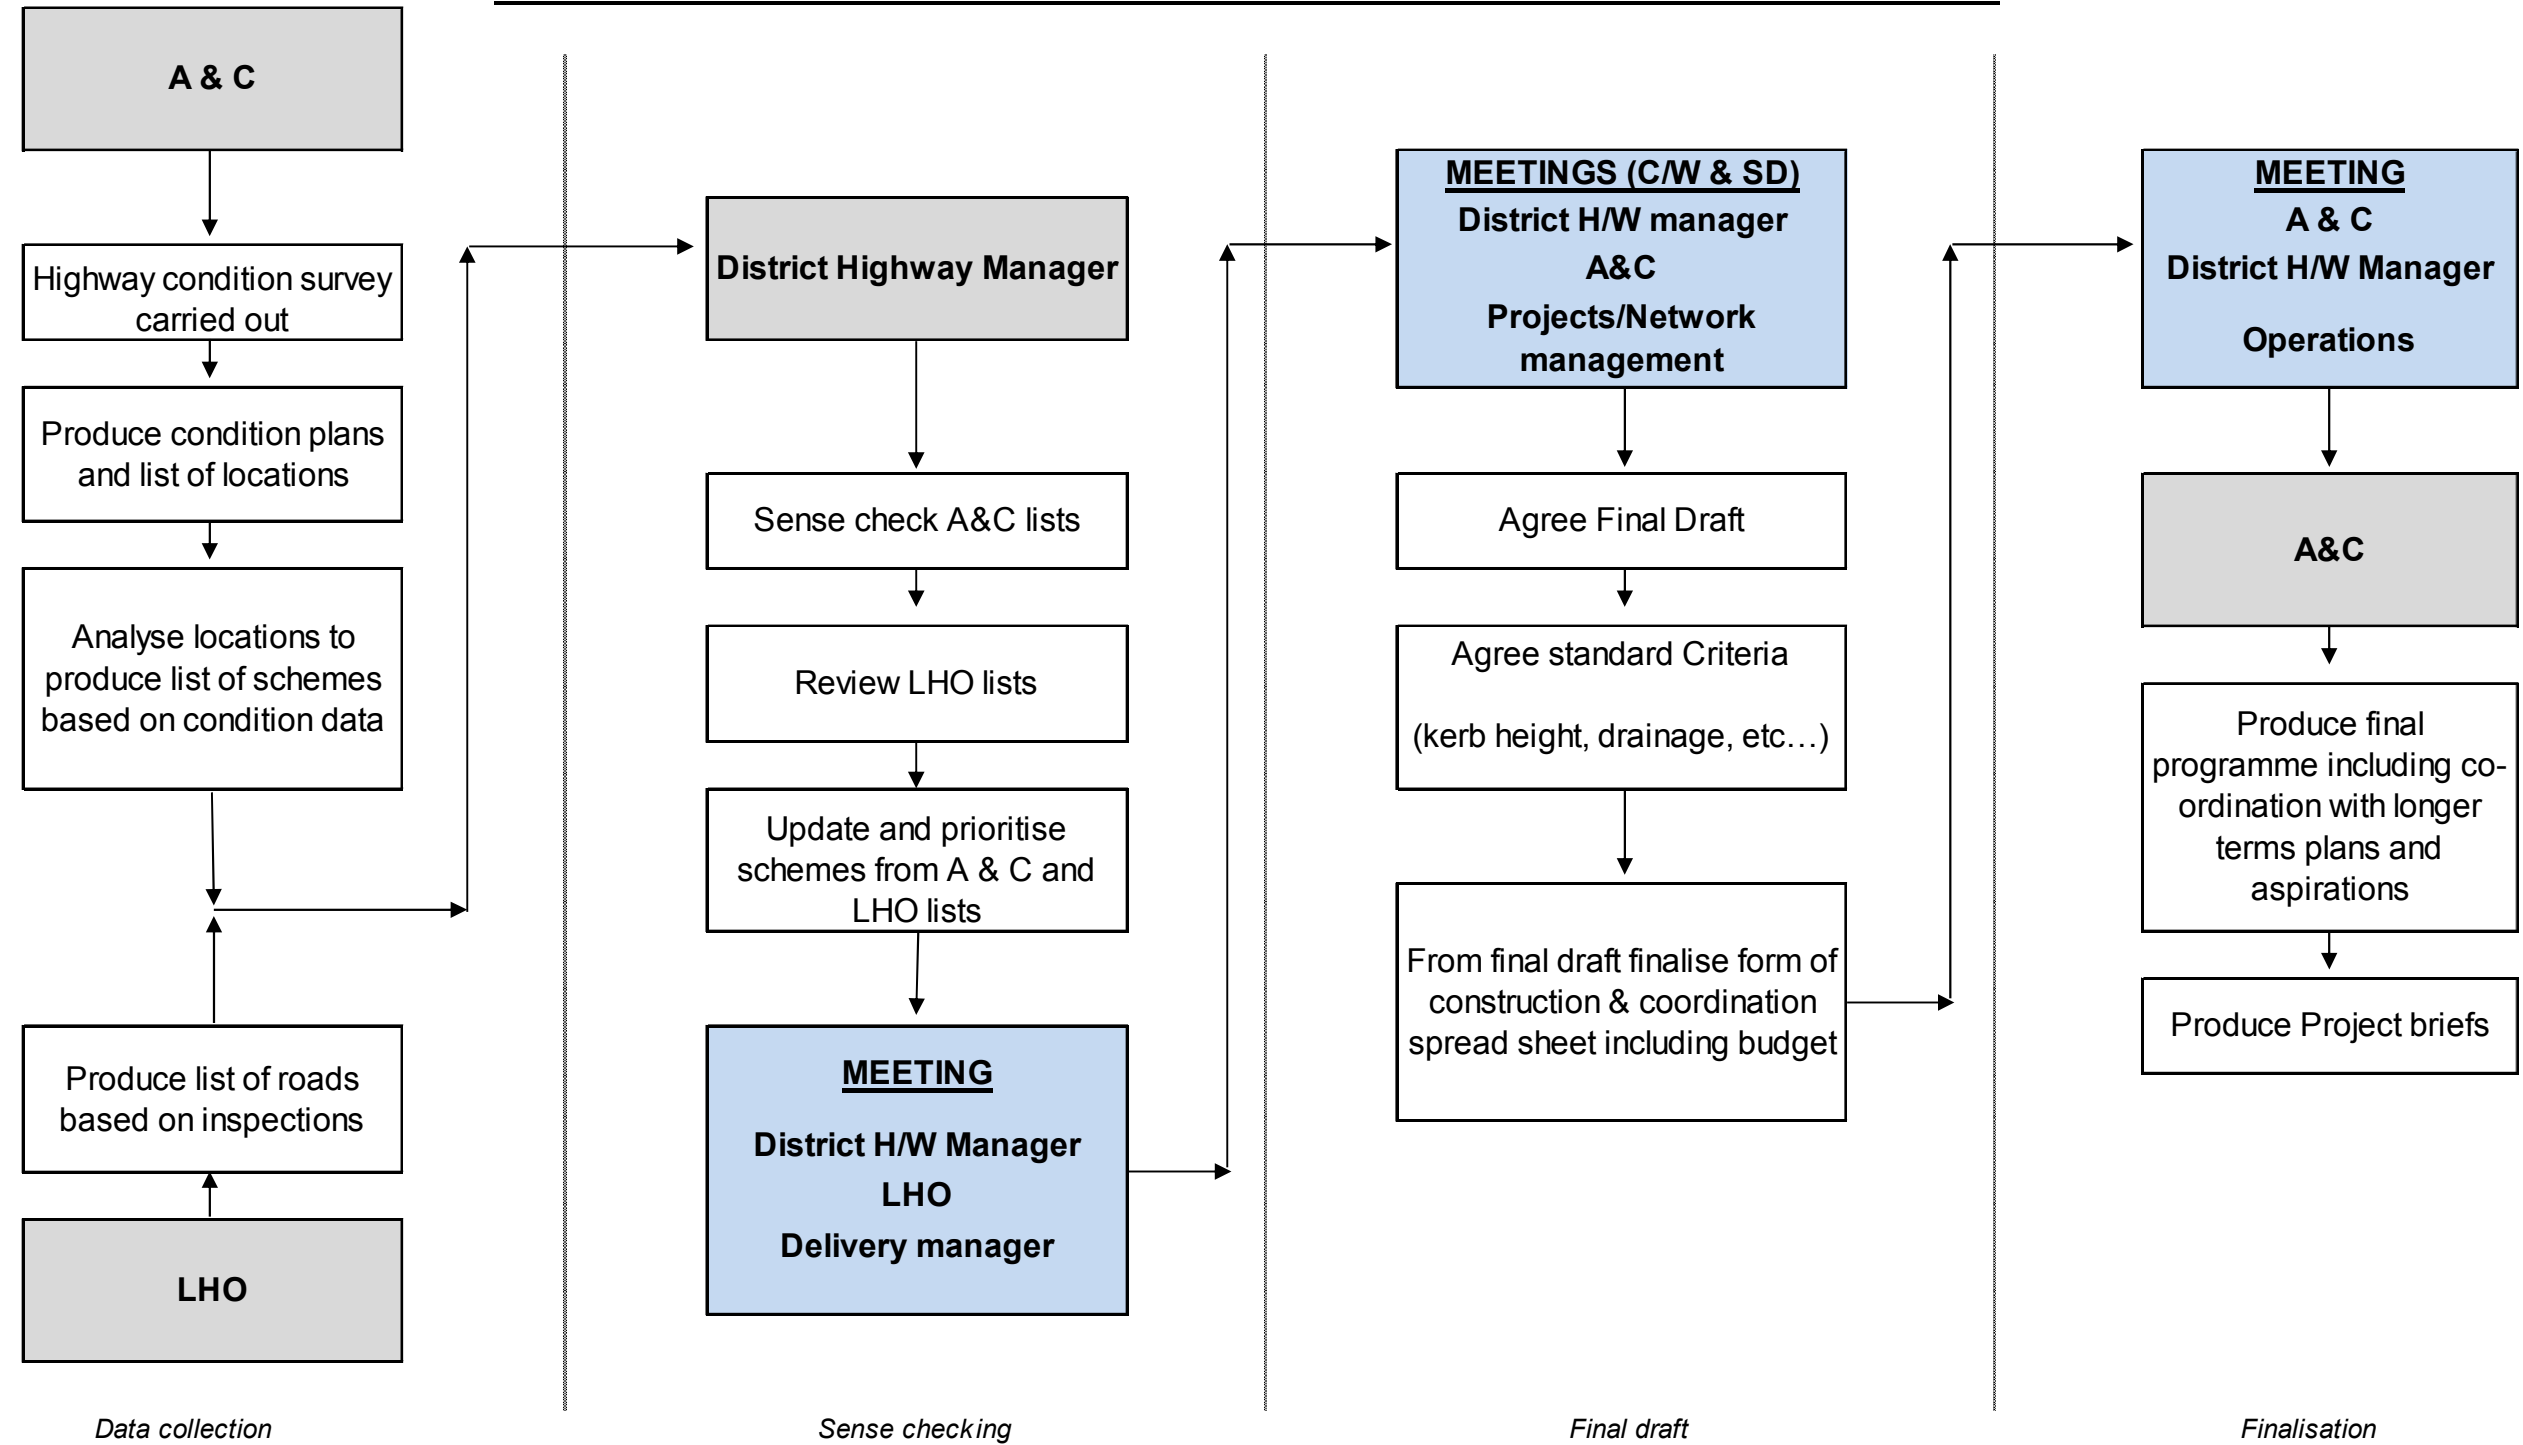 A & C
Highway condition survey
carried out
Produce condition plans
and list of locations
Analyse locations to
produce list of schemes
based on condition data
Produce list of roads
based on inspections
LHO
Data collection
District Highway Manager
Sense check A&C lists
Review LHO lists
Update and prioritise
schemes from A & C and
LHO lists
MEETING
District H/W Manager
LHO
Delivery manager
Sense checking
MEETINGS (C/W & SD)
District H/W manager
A&C
Projects/Network
management
Agree Final Draft
Agree standard Criteria
(kerb height, drainage, etc…)
From final draft finalise form of
construction & coordination
spread sheet including budget
Final draft
MEETING
A & C
District H/W Manager
Operations
A&C
Produce final
programme including co-
ordination with longer
terms plans and
aspirations
Produce Project briefs
Finalisation